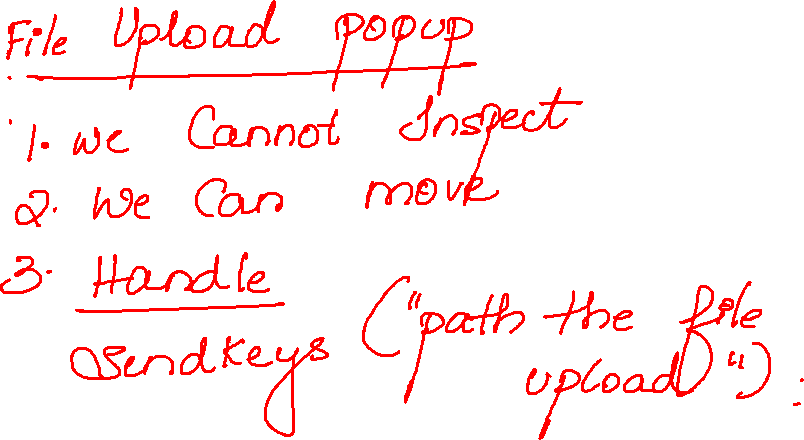 File Upload popup
1. We Cannot Inspect
2. We Can move
3. Handle
Sendkeys ("path the file
upload");